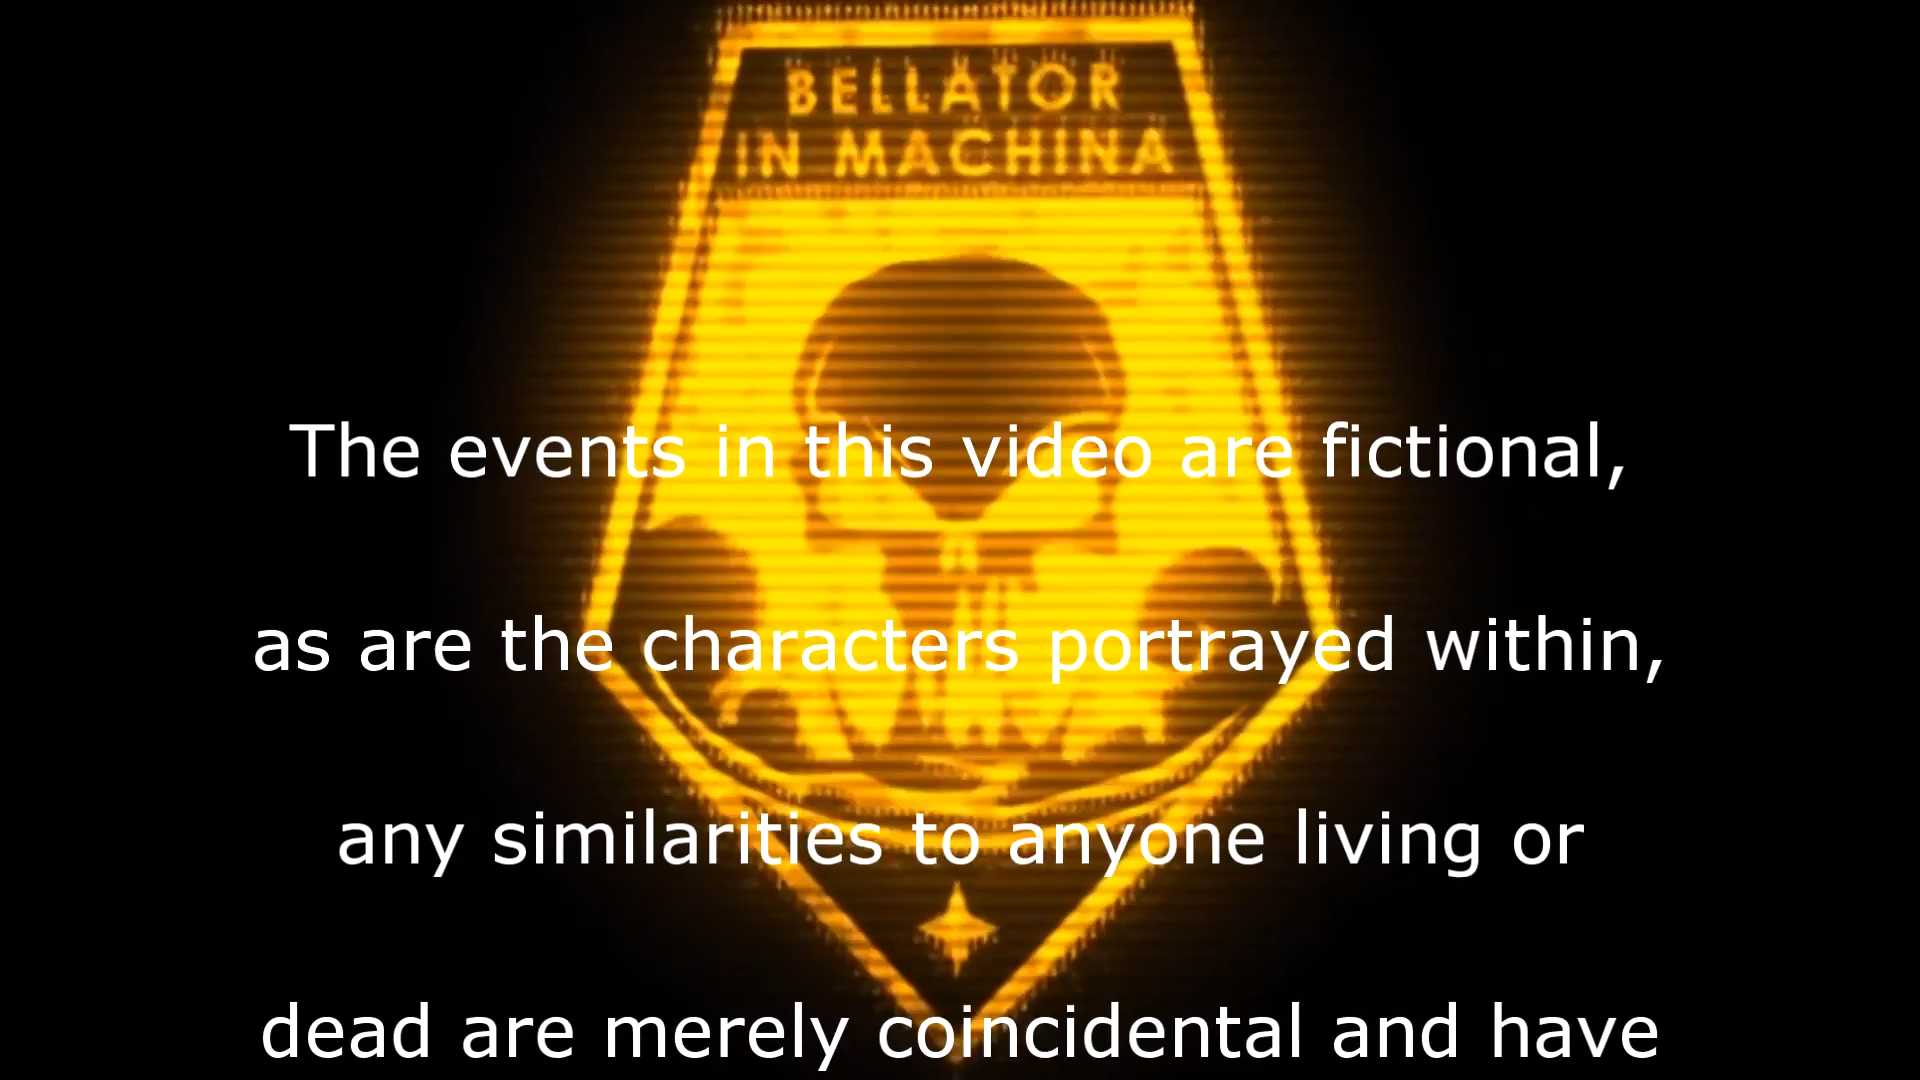 BELLATOR
IN MACHINA
The events in this video are fictional,
as are the characters portrayed within,
any similarities to anyone living or
dead are merely coincidental and have